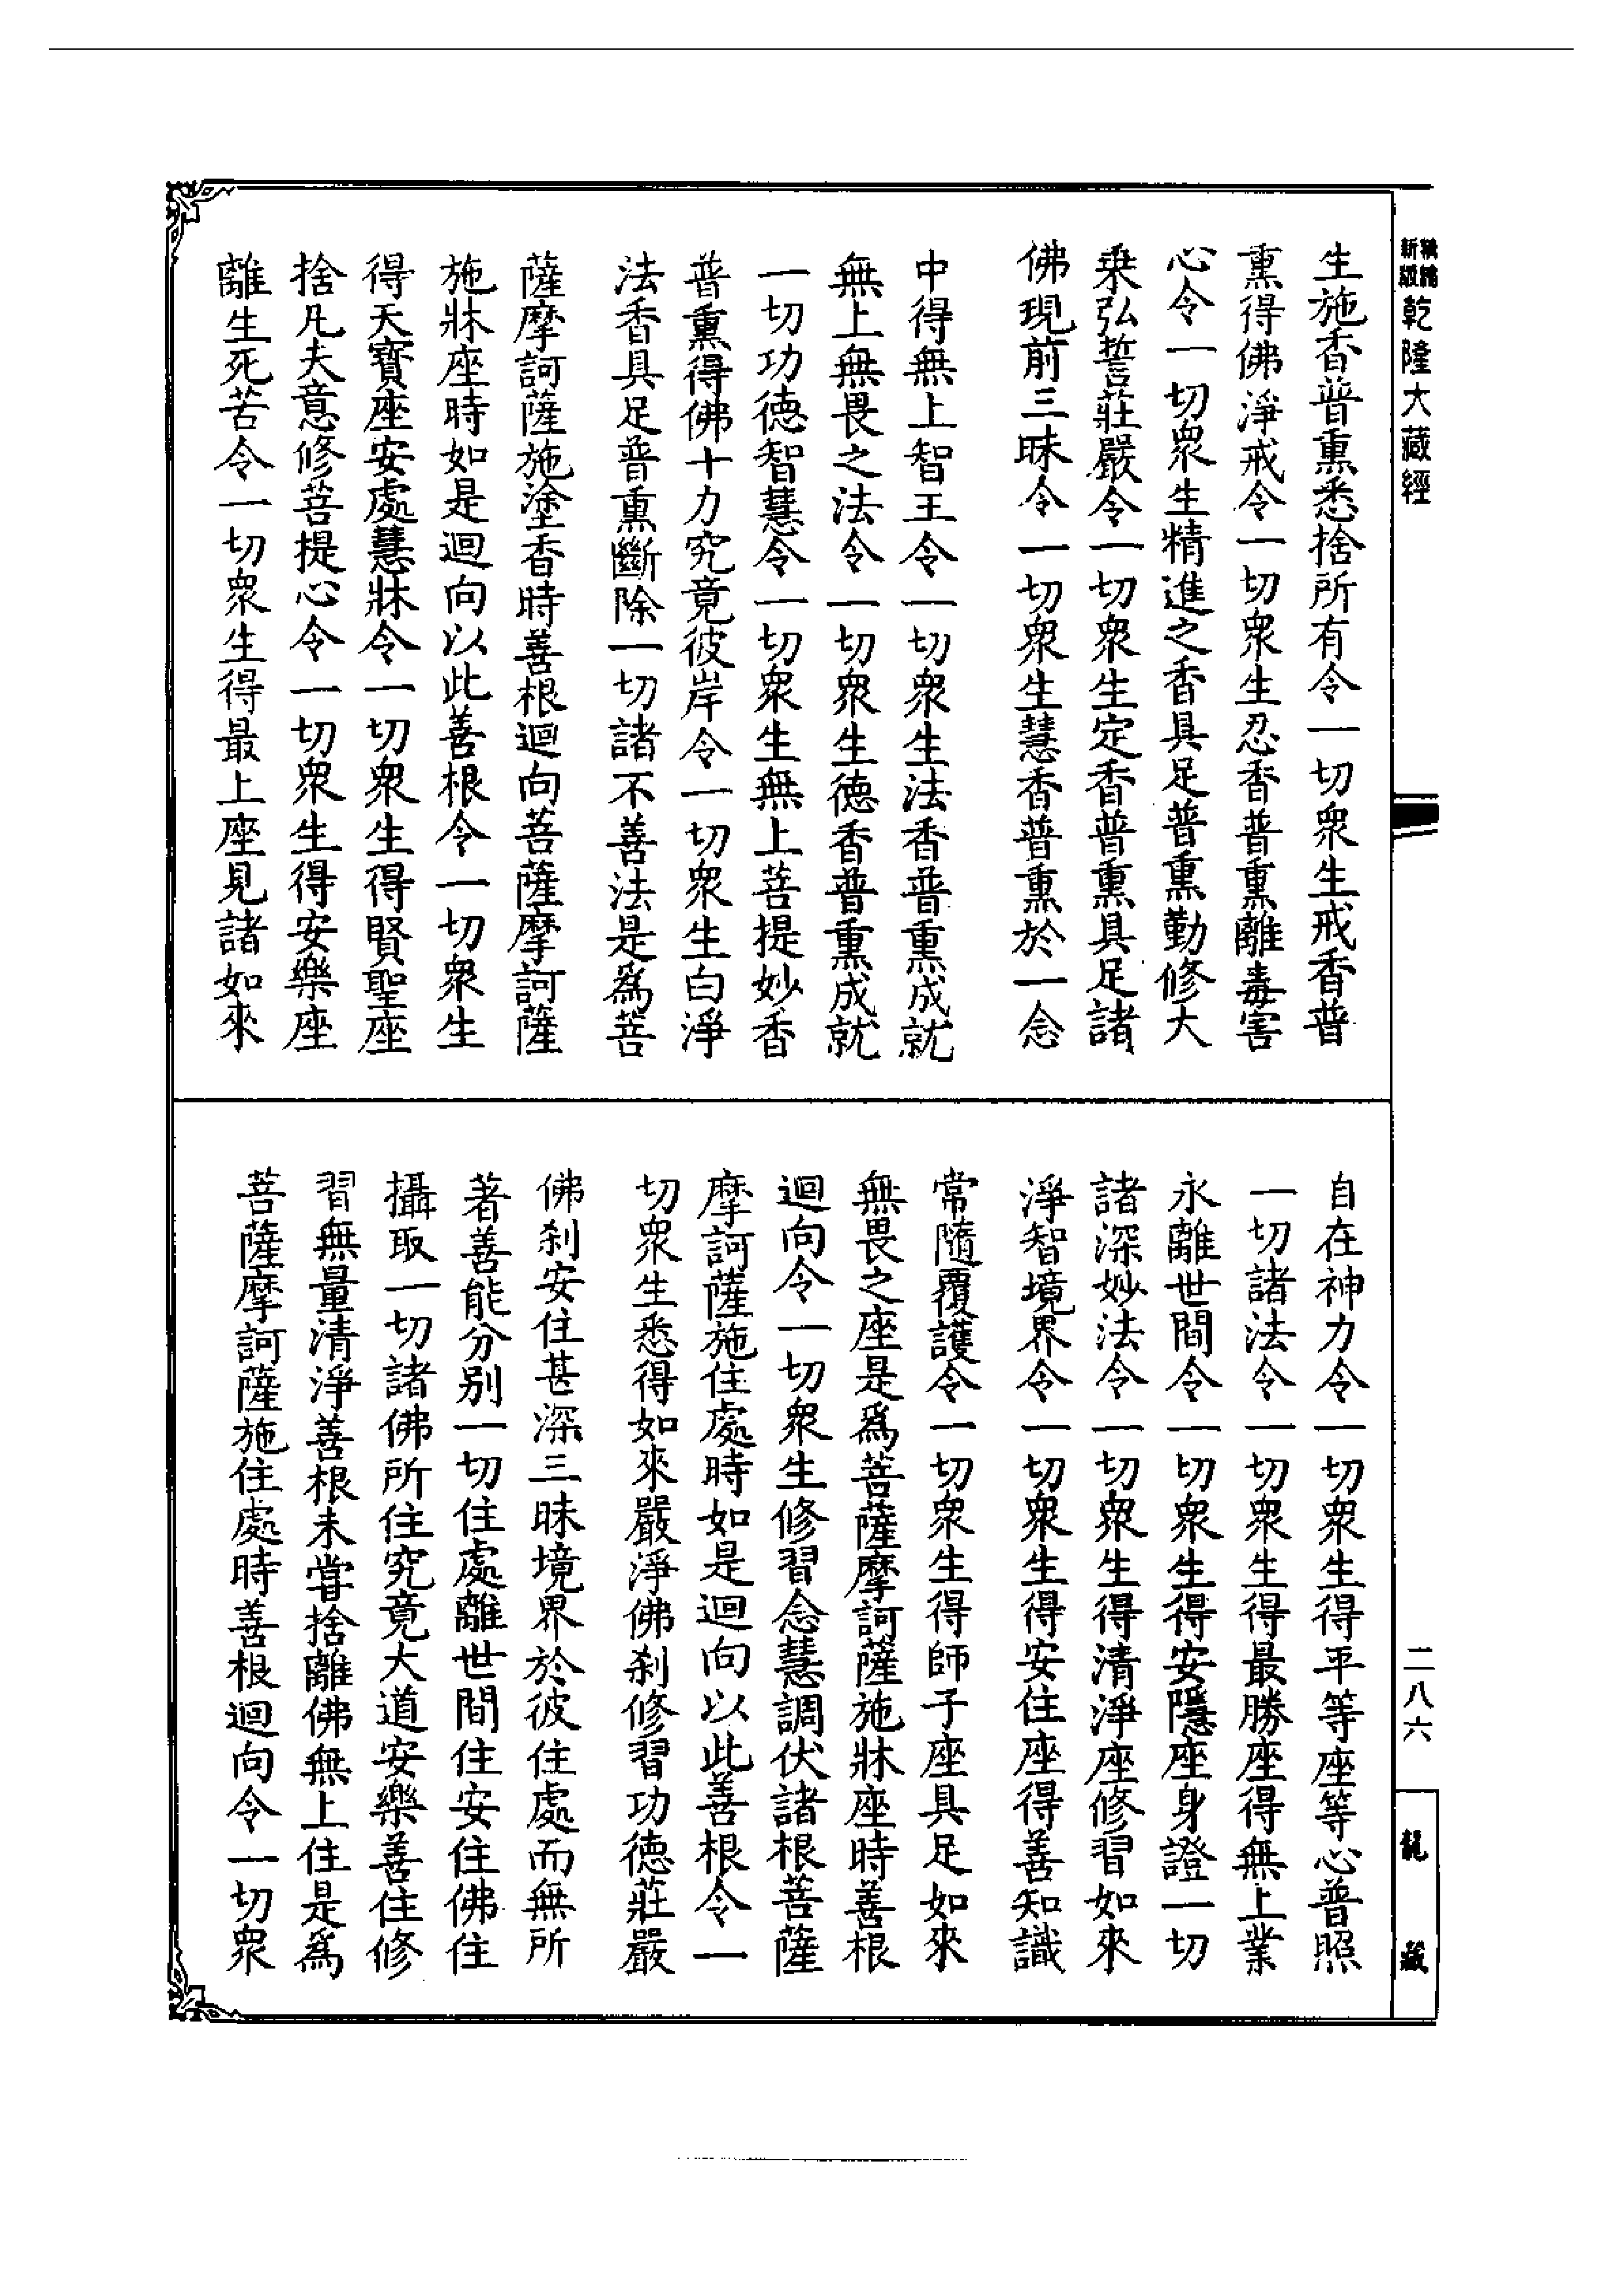 新編縮編乾隆大藏經
生施香普熏悉捨所有令一切衆生戒香普
熏得佛淨戒令一切衆生忍香普熏離毒害
心令一切衆生精進之香具足普熏勤修大
乗弘誓莊嚴令一切衆生定香普熏具足諸
佛現前三昧令一切衆生慧香普熏於一念
中得無上智王令一切衆生法香普熏成就
無上無畏之法令一切衆生德香普熏成就
一切功德智慧令一切衆生無上菩提妙香
普熏得佛十力究竟彼岸令一切衆生白淨
法香具足普熏斷除一切諸不善法是爲菩
薩摩訶薩施塗香時善根迴向菩薩摩訶薩
施牀座時如是迴向以此善根令一切衆生
得天寶座安處慧牀令一切衆生得賢聖座
捨凡夫意修菩提心令一切衆生得安樂座
離生死苦令一切衆生得最上座見諸如來
自在神力令一切衆生得平等座等心普照
一切諸法令一切衆生得最勝座得無上業
永離世間令一切衆生得安隱座身證一切
諸深妙法令一切衆生得清淨座修習如來
淨智境界令一切衆生得安住座得善知識
常隨覆護令一切衆生得師子座具足如來
無畏之座是爲菩薩摩訶薩施牀座時善根
迴向令一切衆生修習念慧調伏諸根菩薩
摩訶薩施住處時如是迴向以此善根令一
切衆生悉得如來嚴淨佛刹修習功德莊嚴
佛刹安住甚深三昧境界於彼住處而無所
著善能分别一切住處離世間住安住佛住
攝取一切諸佛所住究竟大道安樂善住修
習無量清淨善根未嘗捨離佛無上住是爲
菩薩摩訶薩施住處時善根迴向令一切衆
二八六
龍藏